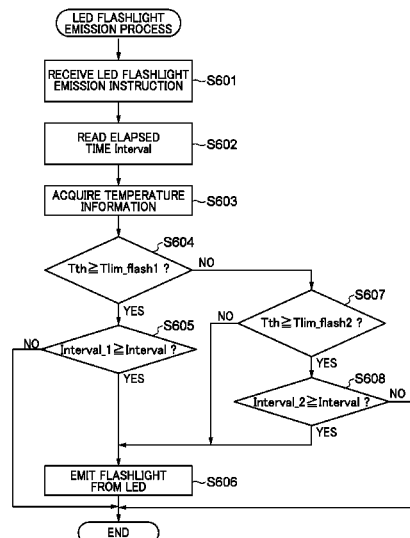 LED FLASHLIGHT
EMISSION PROCESS
RECEIVE LED FLASHLIGHT
EMISSION INSTRUCTION
S601
READ ELAPSED
TIME Interval
S602
ACQUIRE TEMPERATURE
INFORMATION
S603
S604
Tth≧Tlim_flash1 ?
NO
YES
S607
Tth≧Tlim_flash2 ?
NO
YES
S605
Interval_1≧Interval ?
NO
YES
S608
Interval_2≧Interval ?
NO
YES
EMIT FLASHLIGHT
FROM LED
S606
END